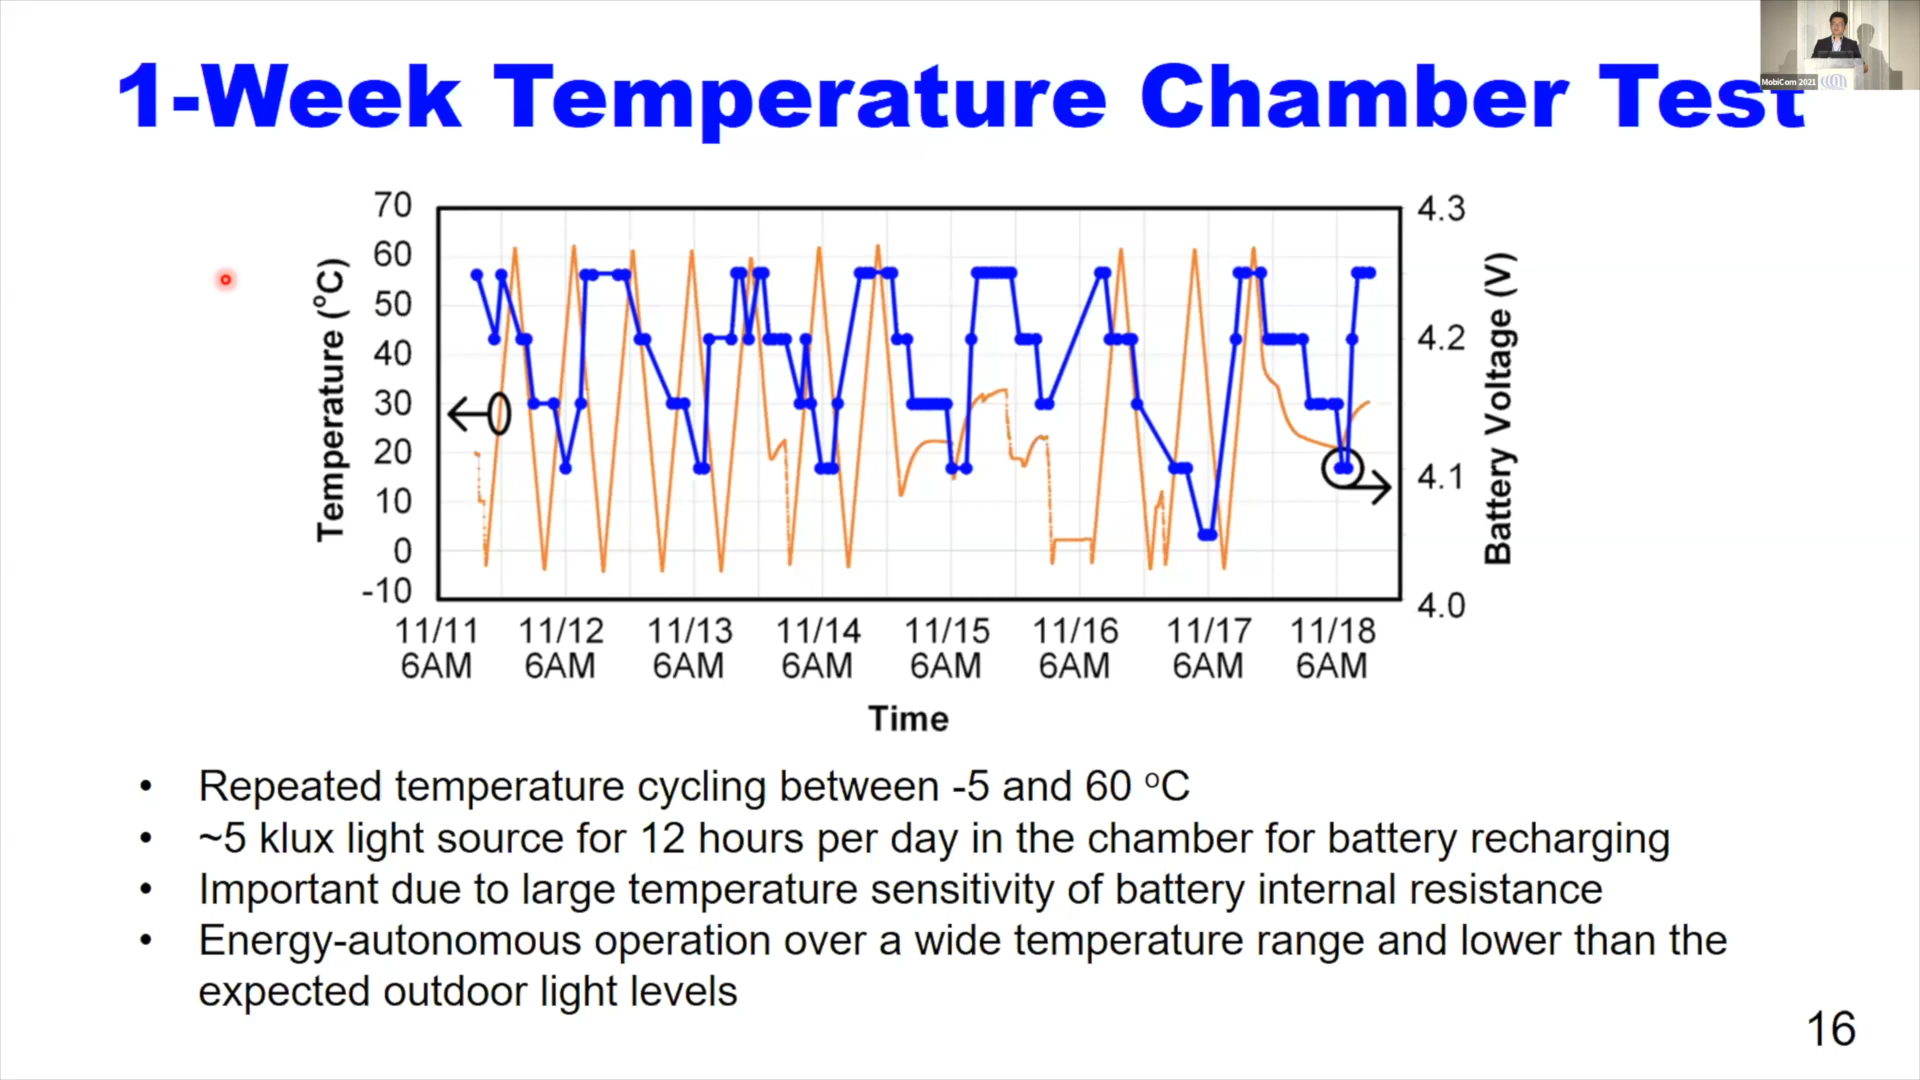 1-Week Temperature Chamber Test
MobiCom 2021
70
60
50
40
30
20
10
0
-10
Temperature (°C)
4.3
4.2
4.1
4.0
Battery Voltage (V)
11/11 11/12 11/13 11/14 11/15 11/16 11/17 11/18
6AM 6AM 6AM 6AM 6AM 6AM 6AM 6AM
Time
• Repeated temperature cycling between -5 and 60 °C
• ~5 klux light source for 12 hours per day in the chamber for battery recharging
• Important due to large temperature sensitivity of battery internal resistance
• Energy-autonomous operation over a wide temperature range and lower than the
expected outdoor light levels
16